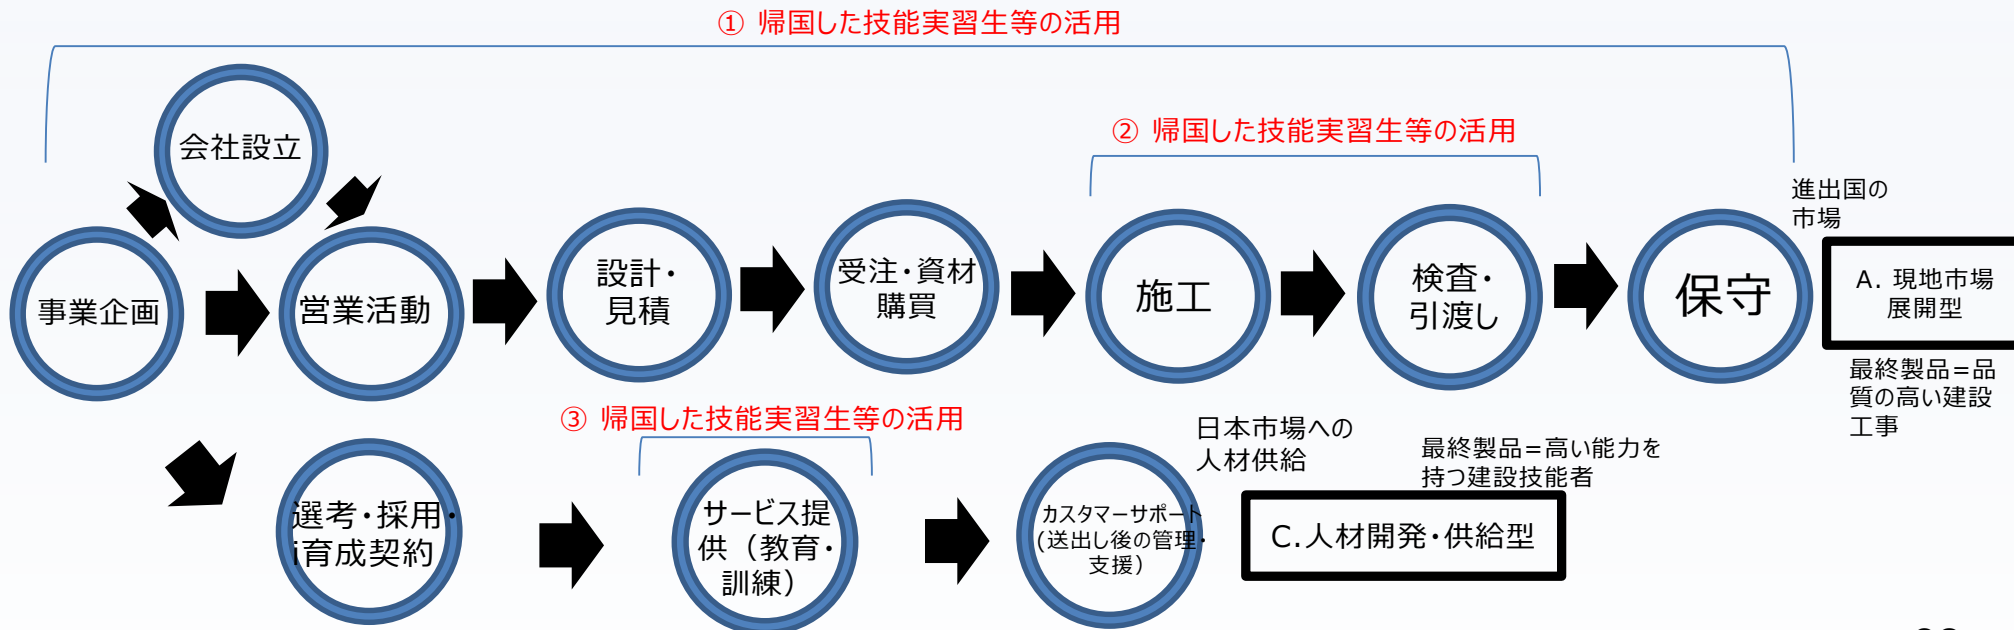 ① 帰国した技能実習生等の活用
会社設立
② 帰国した技能実習生等の活用
進出国の
市場
事業企画
営業活動
設計・
見積
受注・資材
購買
施工
検査・
引渡し
保守
A. 現地市場
展開型
最終製品=品
質の高い建設
工事
③ 帰国した技能実習生等の活用
日本市場への
人材供給
最終製品=高い能力を
持つ建設技能者
選考・採用・
i育成契約
サービス提
供（教育・
訓練）
カスタマーサポート
(送出し後の管理・
支援）
C.人材開発・供給型